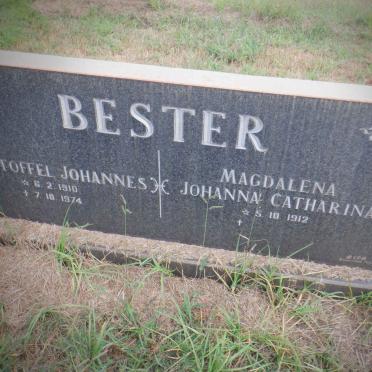 BESTER
TOFFEL JOHANNES
☆ 6.2.1910
✝ 7.10.1974
MAGDALENA
JOHANNA CATHARINA
☆ 5.10.1912
✝